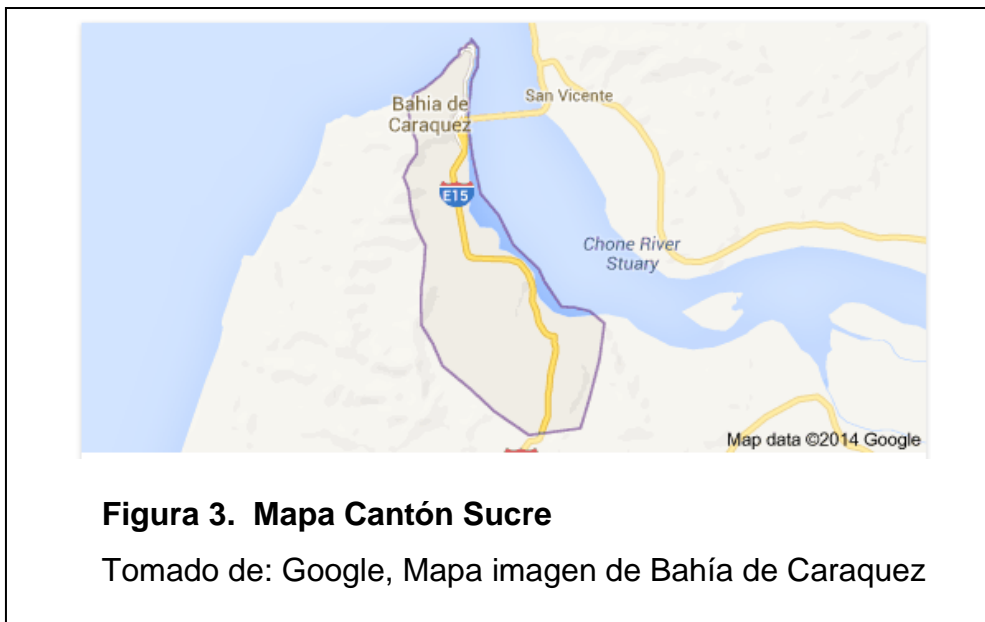 Bahia de
Caraquez
San Vicente
E15
Chone River
Stuary
Map data ©2014 Google
Figura 3. Mapa Cantón Sucre
Tomado de: Google, Mapa imagen de Bahía de Caraquez